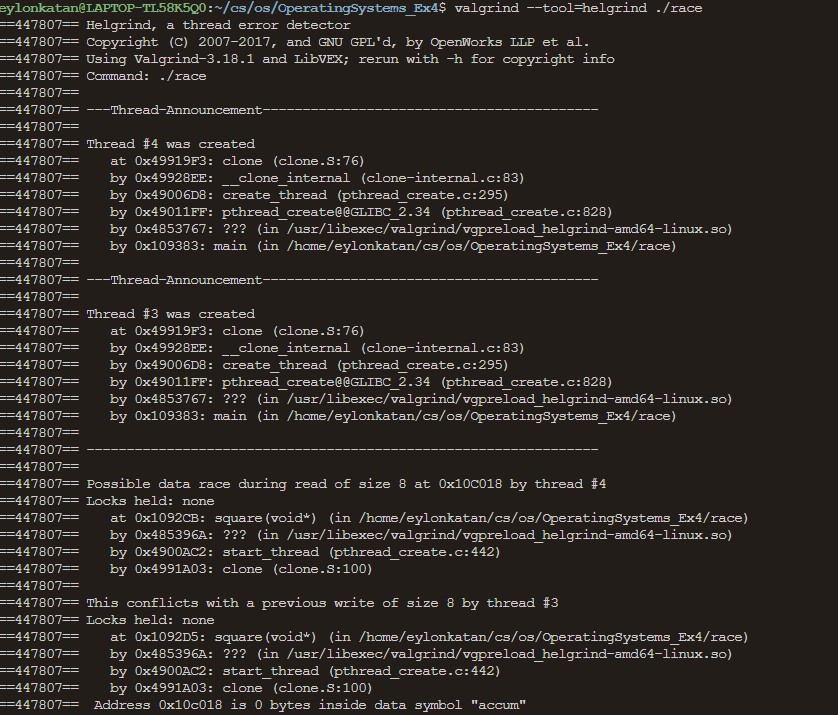 eylonkatan@LAPTOP-TL58K5Q0:~/cs/os/OperatingSystems_Ex4$ valgrind --tool=helgrind ./race
==447807== Helgrind, a thread error detector
==447807== Copyright (C) 2007-2017, and GNU GPL'd, by OpenWorks LLP et al.
==447807== Using Valgrind-3.18.1 and LibVEX; rerun with -h for copyright info
==447807== Command: ./race
==447807==
==447807== ---Thread-Announcement------------------------------------------
==447807==
==447807== Thread #4 was created
==447807==    at 0x49919F3: clone (clone.S:76)
==447807==    by 0x49928EE: __clone_internal (clone-internal.c:83)
==447807==    by 0x49006D8: create_thread (pthread_create.c:295)
==447807==    by 0x49011FF: pthread_create@@GLIBC_2.34 (pthread_create.c:828)
==447807==    by 0x4853767: ??? (in /usr/libexec/valgrind/vgpreload_helgrind-amd64-linux.so)
==447807==    by 0x109383: main (in /home/eylonkatan/cs/os/OperatingSystems_Ex4/race)
==447807==
==447807== ---Thread-Announcement------------------------------------------
==447807==
==447807== Thread #3 was created
==447807==    at 0x49919F3: clone (clone.S:76)
==447807==    by 0x49928EE: __clone_internal (clone-internal.c:83)
==447807==    by 0x49006D8: create_thread (pthread_create.c:295)
==447807==    by 0x49011FF: pthread_create@@GLIBC_2.34 (pthread_create.c:828)
==447807==    by 0x4853767: ??? (in /usr/libexec/valgrind/vgpreload_helgrind-amd64-linux.so)
==447807==    by 0x109383: main (in /home/eylonkatan/cs/os/OperatingSystems_Ex4/race)
==447807==
==447807== ----------------------------------------------------------------
==447807==
==447807== Possible data race during read of size 8 at 0x10C018 by thread #4
==447807== Locks held: none
==447807==    at 0x1092CB: square(void*) (in /home/eylonkatan/cs/os/OperatingSystems_Ex4/race)
==447807==    by 0x485396A: ??? (in /usr/libexec/valgrind/vgpreload_helgrind-amd64-linux.so)
==447807==    by 0x4900AC2: start_thread (pthread_create.c:442)
==447807==    by 0x4991A03: clone (clone.S:100)
==447807==
==447807== This conflicts with a previous write of size 8 by thread #3
==447807== Locks held: none
==447807==    at 0x1092D5: square(void*) (in /home/eylonkatan/cs/os/OperatingSystems_Ex4/race)
==447807==    by 0x485396A: ??? (in /usr/libexec/valgrind/vgpreload_helgrind-amd64-linux.so)
==447807==    by 0x4900AC2: start_thread (pthread_create.c:442)
==447807==    by 0x4991A03: clone (clone.S:100)
==447807==  Address 0x10c018 is 0 bytes inside data symbol "accum"